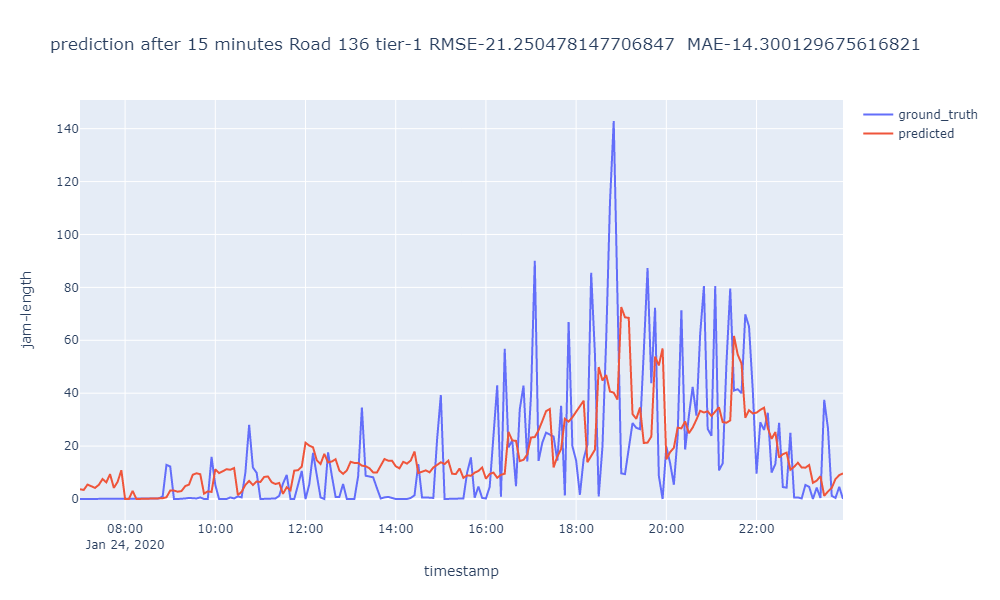 prediction after 15 minutes Road 136 tier-1 RMSE-21.250478147706847  MAE-14.300129675616821
ground_truth
predicted
140
120
100
80
60
40
20
0
jam-length
08:00 10:00 12:00 14:00 16:00 18:00 20:00 22:00
Jan 24, 2020
timestamp